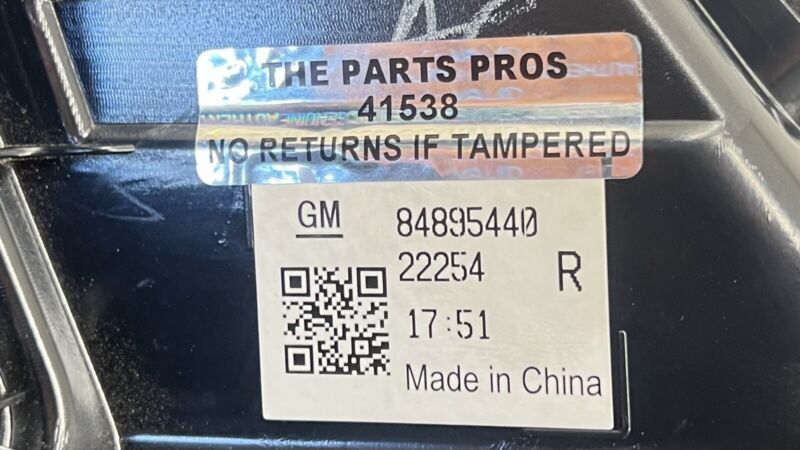 THE PARTS PROS
41538
NO RETURNS IF TAMPERED
GM 84895440
22254 R
17:51
Made in China